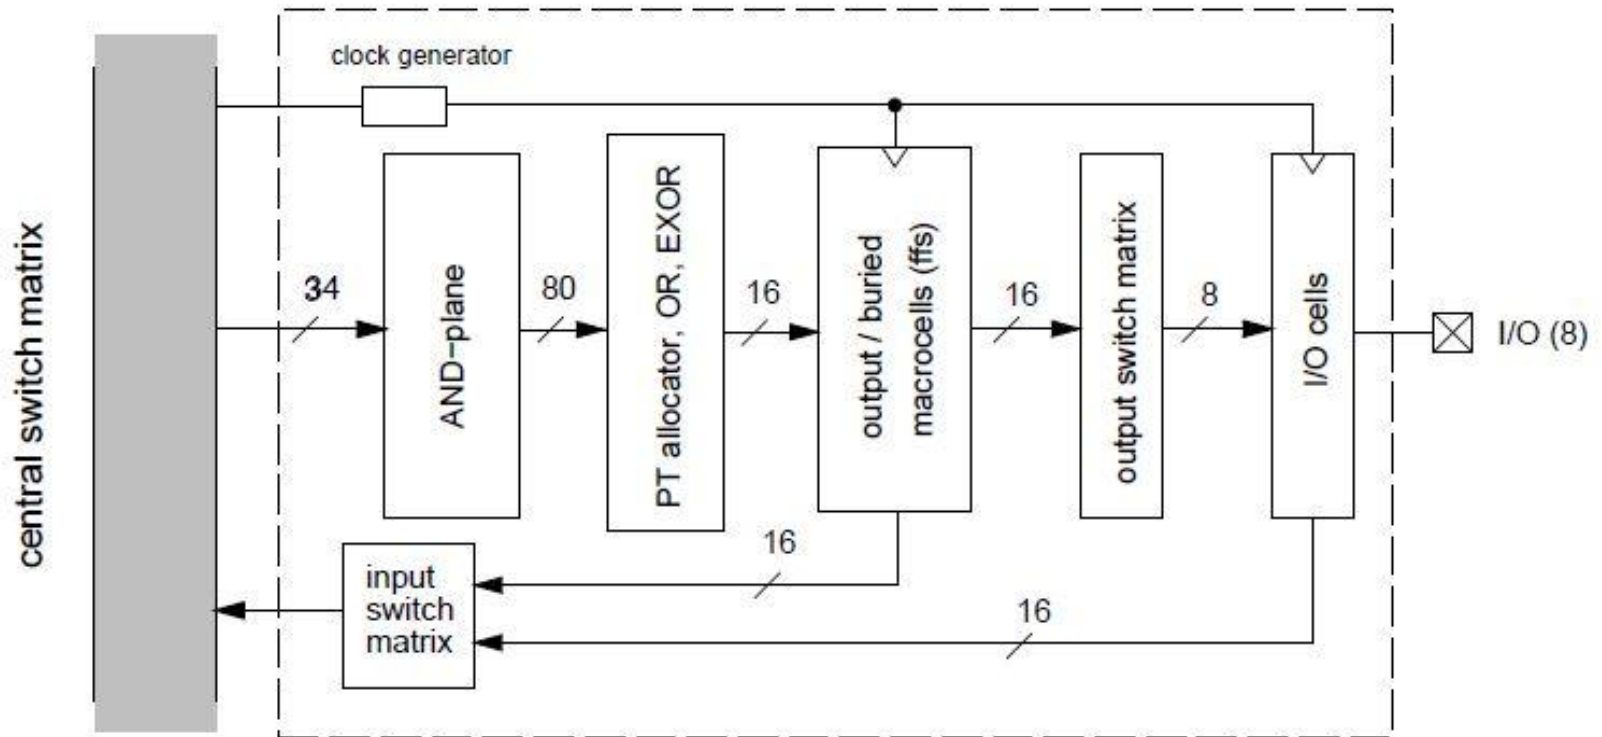 clock generator
central switch matrix
34
AND-plane
80
PT allocator, OR, EXOR
16
output / buried
macrocells (ffs)
16
output switch matrix
8
I/O cells
I/O (8)
16
input
switch
matrix
16